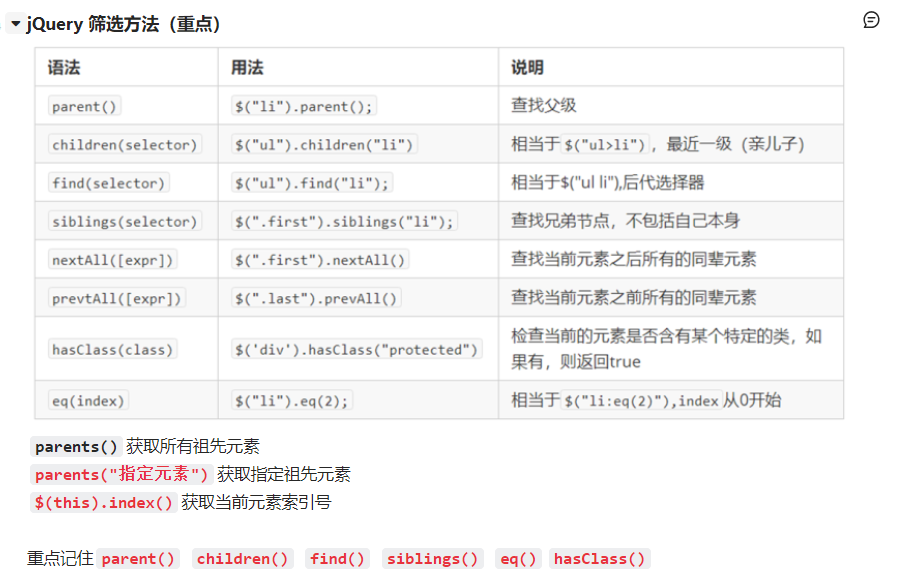 jQuery 筛选方法（重点）
语法 用法 说明
parent() $("li").parent(); 查找父级
children(selector) $("ul").children("li") 相当于$("ul>li")，最近一级（亲儿子）
find(selector) $("ul").find("li"); 相当于$("ul li"),后代选择器
siblings(selector) $(".first").siblings("li"); 查找兄弟节点，不包括自己本身
nextAll([expr]) $(".first").nextAll() 查找当前元素之后所有的同辈元素
prevtAll([expr]) $(".last").prevAll() 查找当前元素之前所有的同辈元素
hasClass(class) $('div').hasClass("protected") 检查当前的元素是否含有某个特定的类，如
果有，则返回true
eq(index) $("li").eq(2); 相当于$("li:eq(2)"),index从0开始
parents() 获取所有祖先元素
parents("指定元素") 获取指定祖先元素
$(this).index() 获取当前元素索引号
重点记住 parent() children() find() siblings() eq() hasClass()